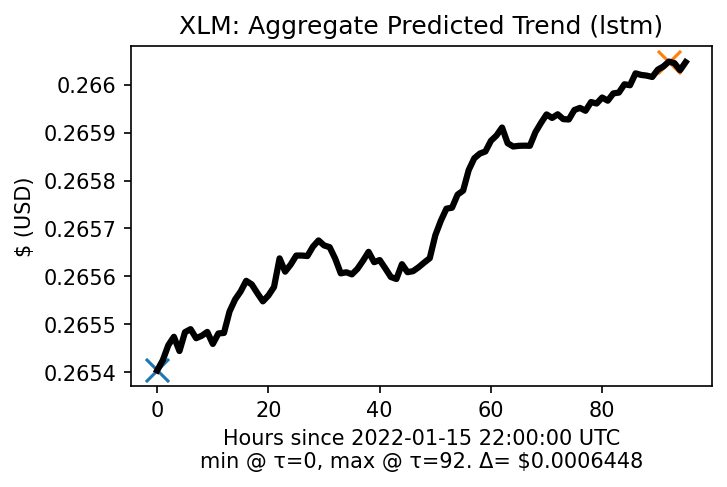 XLM: Aggregate Predicted Trend (lstm)
$ (USD)
0.266
0.2659
0.2658
0.2657
0.2656
0.2655
0.2654
0 20 40 60 80
Hours since 2022-01-15 22:00:00 UTC
min @ τ=0, max @ τ=92. Δ= $0.0006448